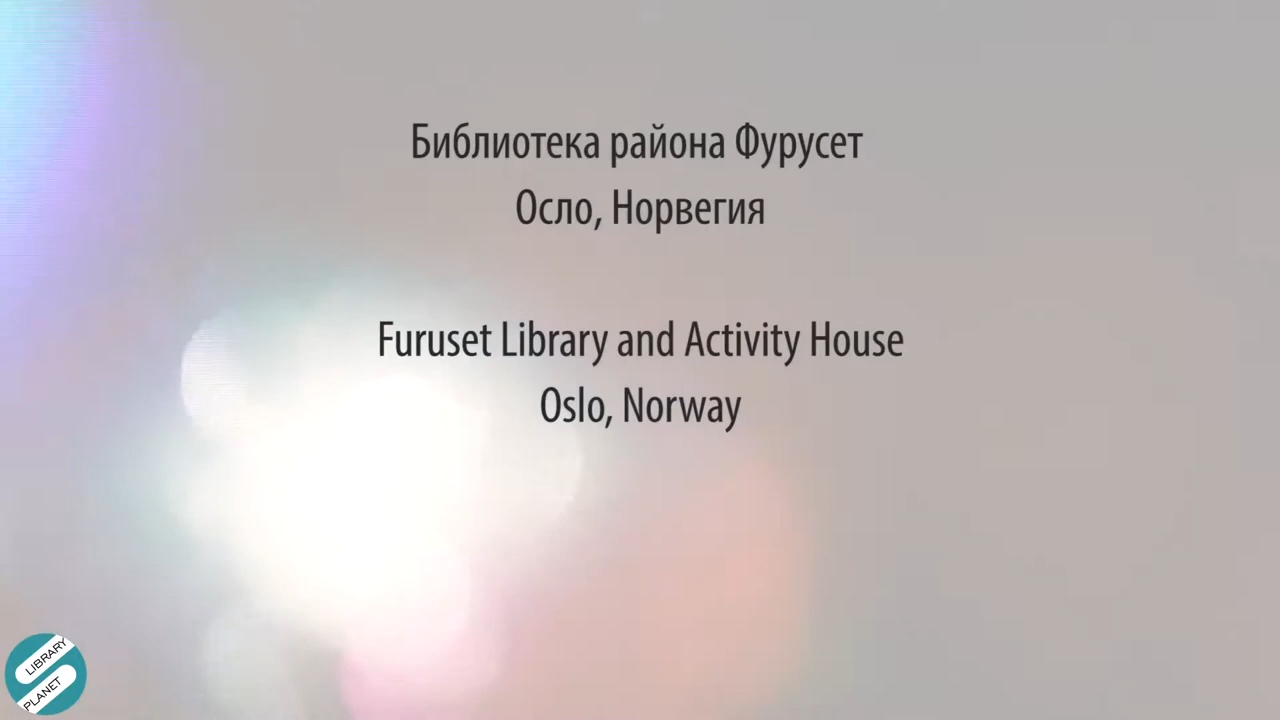 Библиотека района Фурусет
Осло, Норвегия
Furuset Library and Activity House
Oslo, Norway
LIBRARY
PLANET